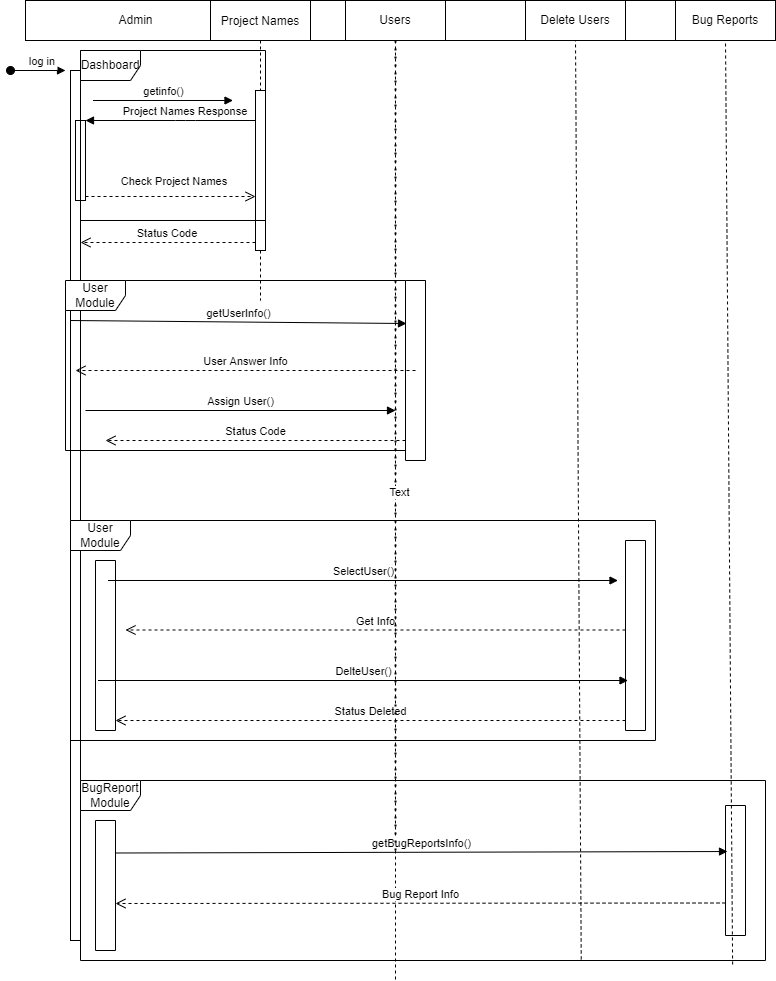 Admin
Project Names
Users
Delete Users
Bug Reports
log in
Dashboard
getinfo()
Project Names Response
Check Project Names
Status Code
User
Module
getUserInfo()
User Answer Info
Assign User()
Status Code
Text
User
Module
SelectUser()
Get Info
DelteUser()
Status Deleted
BugReport
Module
getBugReportsInfo()
Bug Report Info